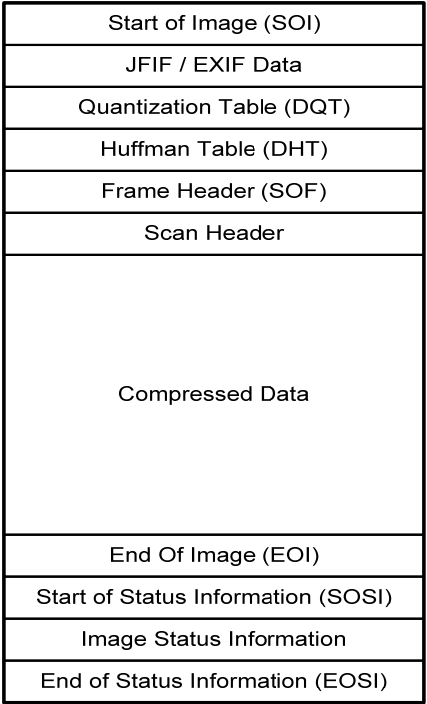 Start of Image (SOI)
JFIF / EXIF Data
Quantization Table (DQT)
Huffman Table (DHT)
Frame Header (SOF)
Scan Header
Compressed Data
End Of Image (EOI)
Start of Status Information (SOSI)
Image Status Information
End of Status Information (EOSI)